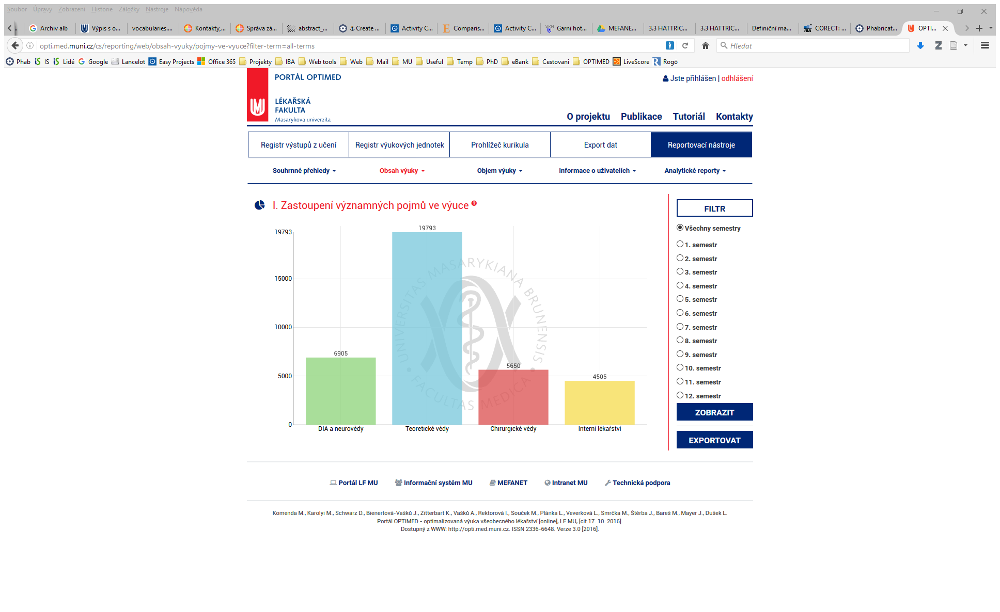 Soubor Úpravy Zobrazení Historie Záložky Nástroje Nápověda
Archiv alb Výpis s o... vocabularies.... Kontakty,... Správa zá... abstract_... Create ... Activity C... Comparis... Activity C... Garni hot... MEFANE... 3.3 HATTRIC... 3.3 HATTRIC... Definiční ma... CORECT: ... Phabricat... OPTI...
opti.med.muni.cz/cs/reporting/web/obsah-vyuky/pojmy-ve-vyuce?filter-term=all-terms
Hledat
Phab IS Lidé Google Lancelot Easy Projects Office 365 Projekty IBA Web tools Web Mail MU Useful Temp PhD eBank Cestovani OPTIMED LiveScore Rogō
PORTÁL OPTIMED
Jste přihlášen | odhlášení
LÉKAŘSKÁ
FAKULTA
Masarykova univerzita
O projektu Publikace Tutoriál Kontakty
Registr výstupů z učení Registr výukových jednotek Prohlížeč kurikula Export dat Reportovací nástroje
Souhrnné přehledy Obsah výuky Objem výuky Informace o uživatelích Analytické reporty
I. Zastoupení významných pojmů ve výuce
19793
15000
10000
5000
0
6905
19793
5650
4505
DIA a neurovědy Teoretické vědy Chirurgické vědy Interní lékařství
UNIVERSITAS MASARYKIANA BRUNENSIS • FACULTAS MEDICA •
FILTR
Všechny semestry
1. semestr
2. semestr
3. semestr
4. semestr
5. semestr
6. semestr
7. semestr
8. semestr
9. semestr
10. semestr
11. semestr
12. semestr
ZOBRAZIT
EXPORTOVAT
Portál LF MU Informační systém MU MEFANET Intranet MU Technická podpora
Komenda M., Karolyi M., Schwarz D., Bienertová-Vašků J., Zitterbart K., Vašků A., Rektorová I., Souček M., Plánka L., Veverková L., Smrčka M., Štěrba J., Bareš M., Mayer J., Dušek L.
Portál OPTIMED - optimalizovaná výuka všeobecného lékařství [online], LF MU, [cit.17. 10. 2016].
Dostupný z WWW: http://opti.med.muni.cz. ISSN 2336-6648. Verze 3.0 [2016].